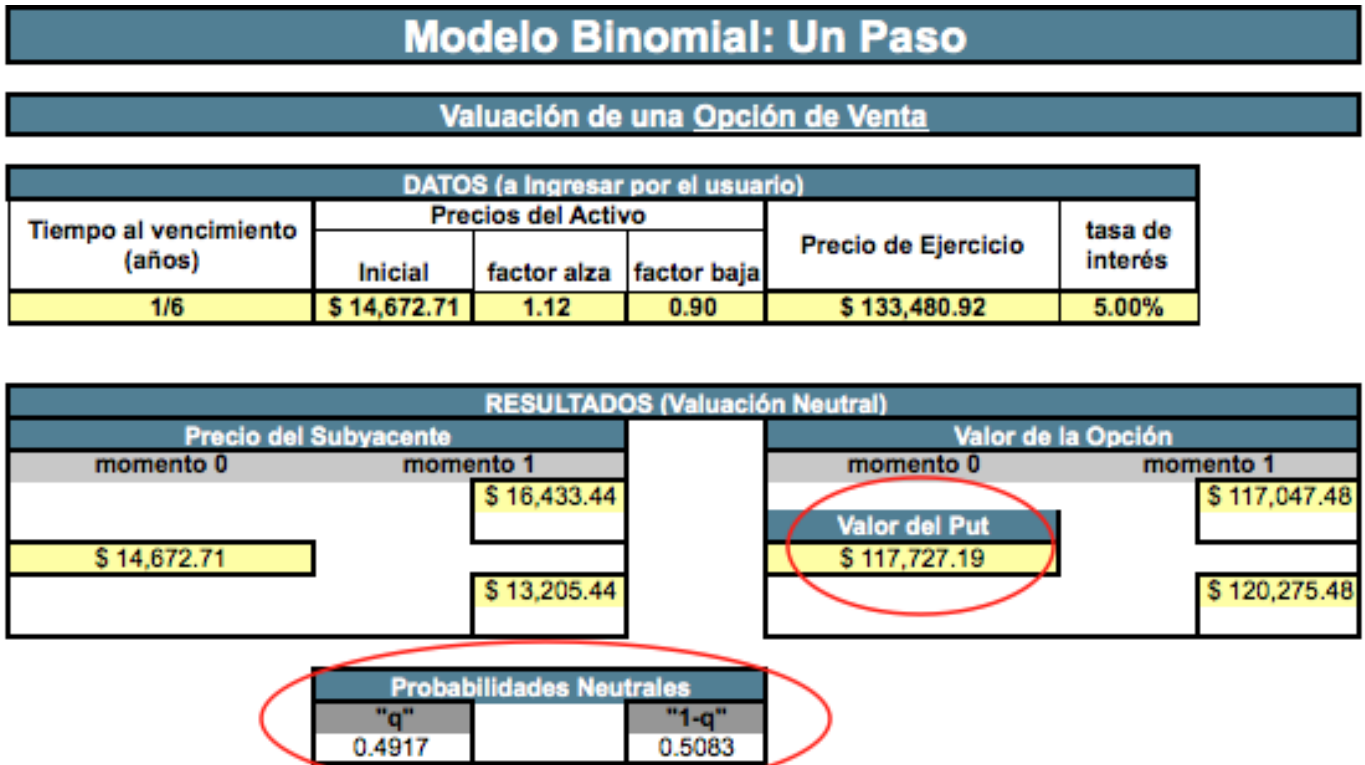 Modelo Binomial: Un Paso
Valuación de una Opción de Venta
DATOS (a Ingresar por el usuario)
Tiempo al vencimiento (años)
Precios del Activo
Inicial factor alza factor baja
Precio de Ejercicio
tasa de interés
1/6 $ 14,672.71 1.12 0.90 $ 133,480.92 5.00%
RESULTADOS (Valuación Neutral)
Precio del Subyacente Valor de la Opción
momento 0 momento 1 momento 0 momento 1
$ 16,433.44 $ 117,047.48
Valor del Put
$ 14,672.71 $ 117,727.19
$ 13,205.44 $ 120,275.48
Probabilidades Neutrales
"q" "1-q"
0.4917 0.5083